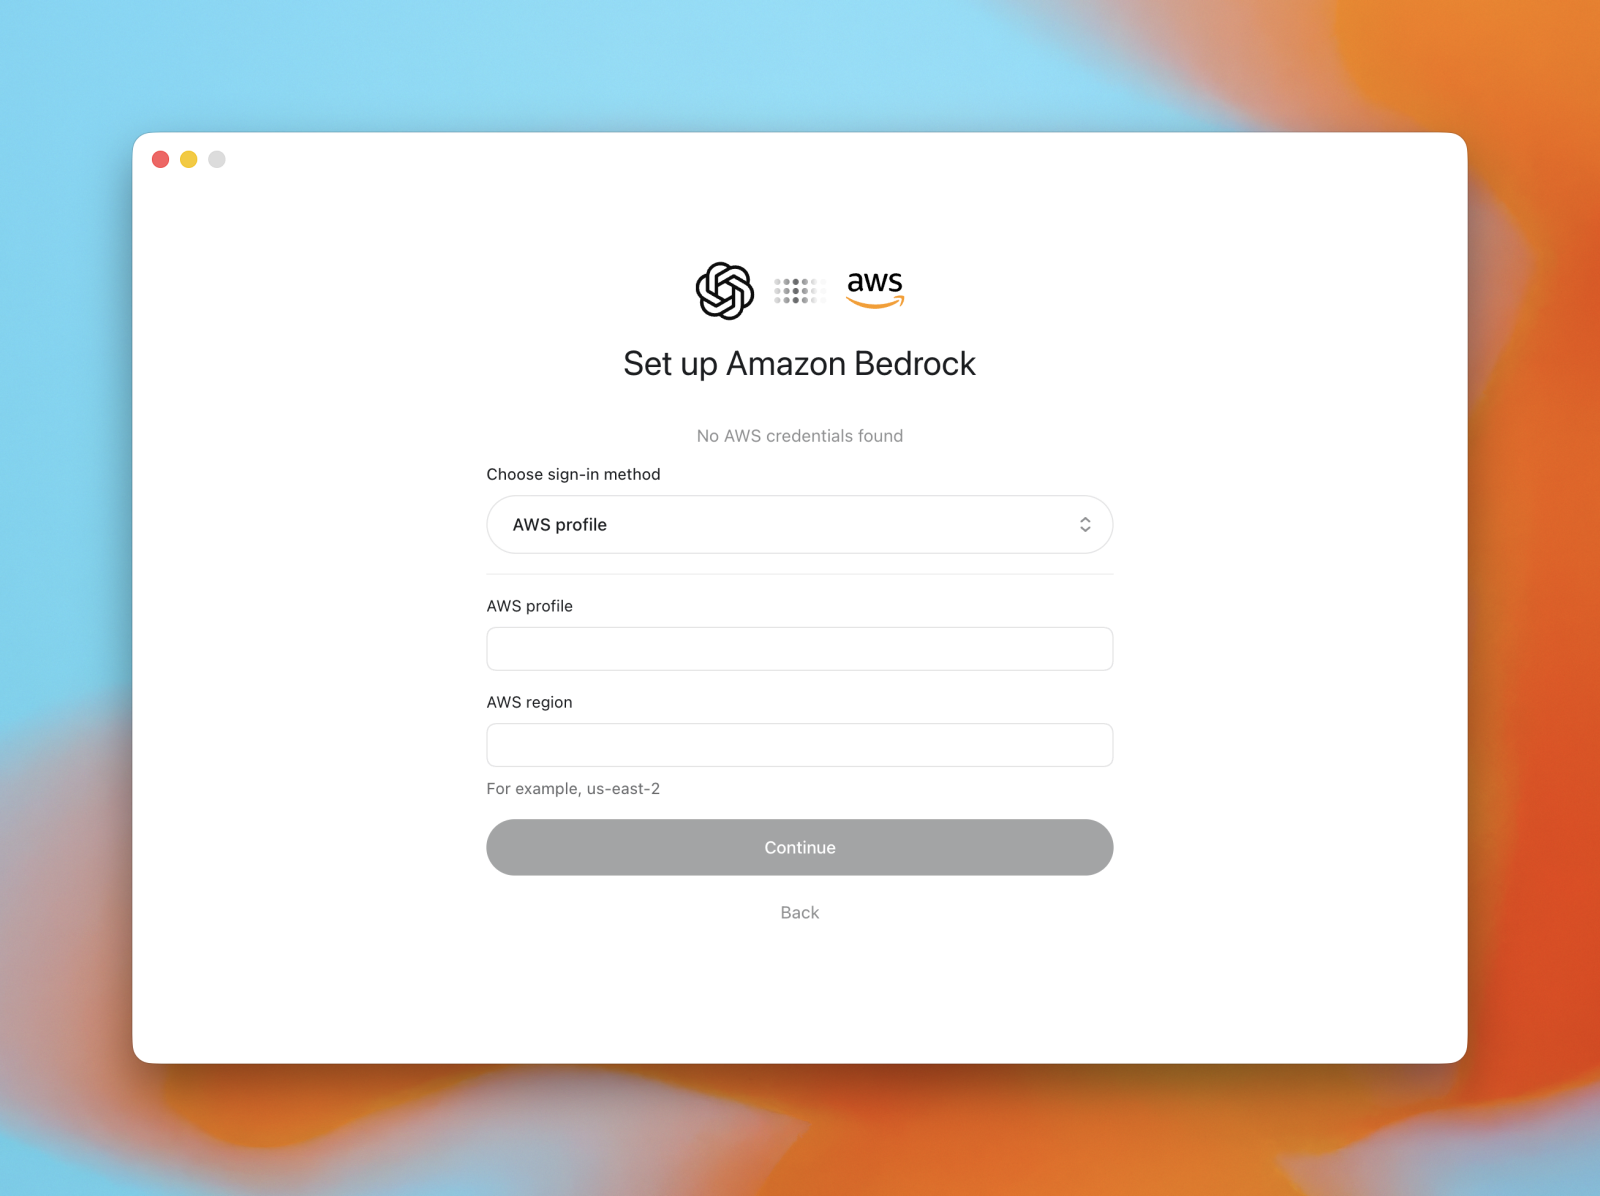 aws
Set up Amazon Bedrock
No AWS credentials found
Choose sign-in method
AWS profile
AWS profile
AWS region
For example, us-east-2
Continue
Back